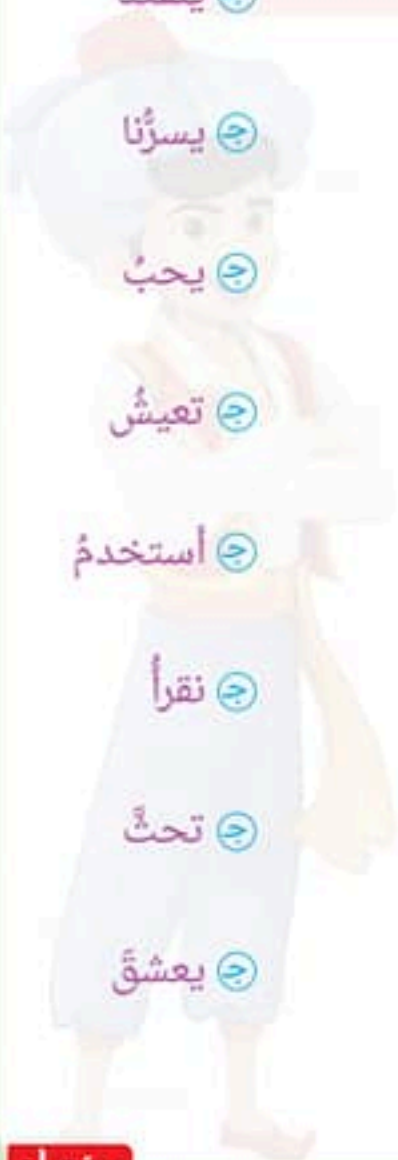 ج يسرُّنا
ج يحبُ
ج تعيشُ
ج أستخدمُ
ج نقرأُ
ج تحثَّ
ج يعشقَ